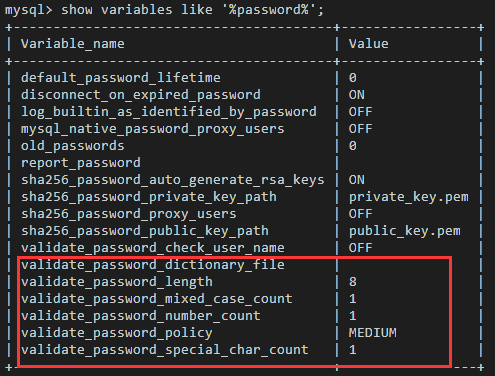 mysql> show variables like '%password%';
+---------------------------------------+-----------------+
| Variable_name | Value |
+---------------------------------------+-----------------+
| default_password_lifetime | 0 |
| disconnect_on_expired_password | ON |
| log_builtin_as_identified_by_password | OFF |
| mysql_native_password_proxy_users | OFF |
| old_passwords | 0 |
| report_password | |
| sha256_password_auto_generate_rsa_keys | ON |
| sha256_password_private_key_path | private_key.pem |
| sha256_password_proxy_users | OFF |
| sha256_password_public_key_path | public_key.pem |
| validate_password_check_user_name | OFF |
| validate_password_dictionary_file | |
| validate_password_length | 8 |
| validate_password_mixed_case_count | 1 |
| validate_password_number_count | 1 |
| validate_password_policy | MEDIUM |
| validate_password_special_char_count | 1 |
+---------------------------------------+-----------------+